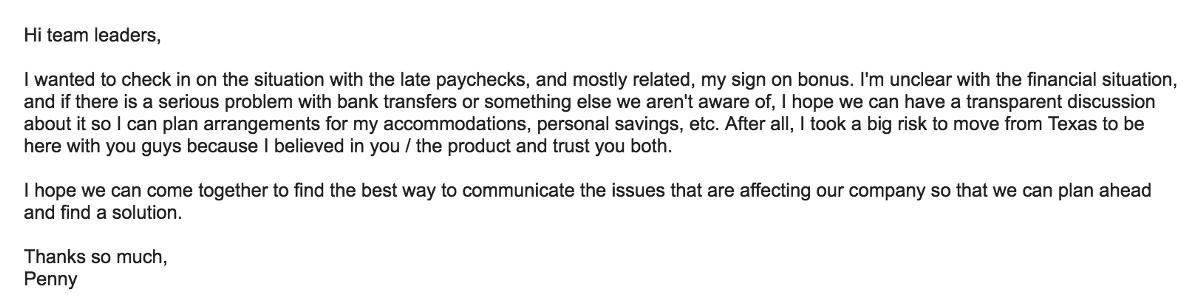 Hi team leaders,
I wanted to check in on the situation with the late paychecks, and mostly related, my sign on bonus. I'm unclear with the financial situation,
and if there is a serious problem with bank transfers or something else we aren't aware of, I hope we can have a transparent discussion
about it so I can plan arrangements for my accommodations, personal savings, etc. After all, I took a big risk to move from Texas to be
here with you guys because I believed in you / the product and trust you both.
I hope we can come together to find the best way to communicate the issues that are affecting our company so that we can plan ahead
and find a solution.
Thanks so much,
Penny